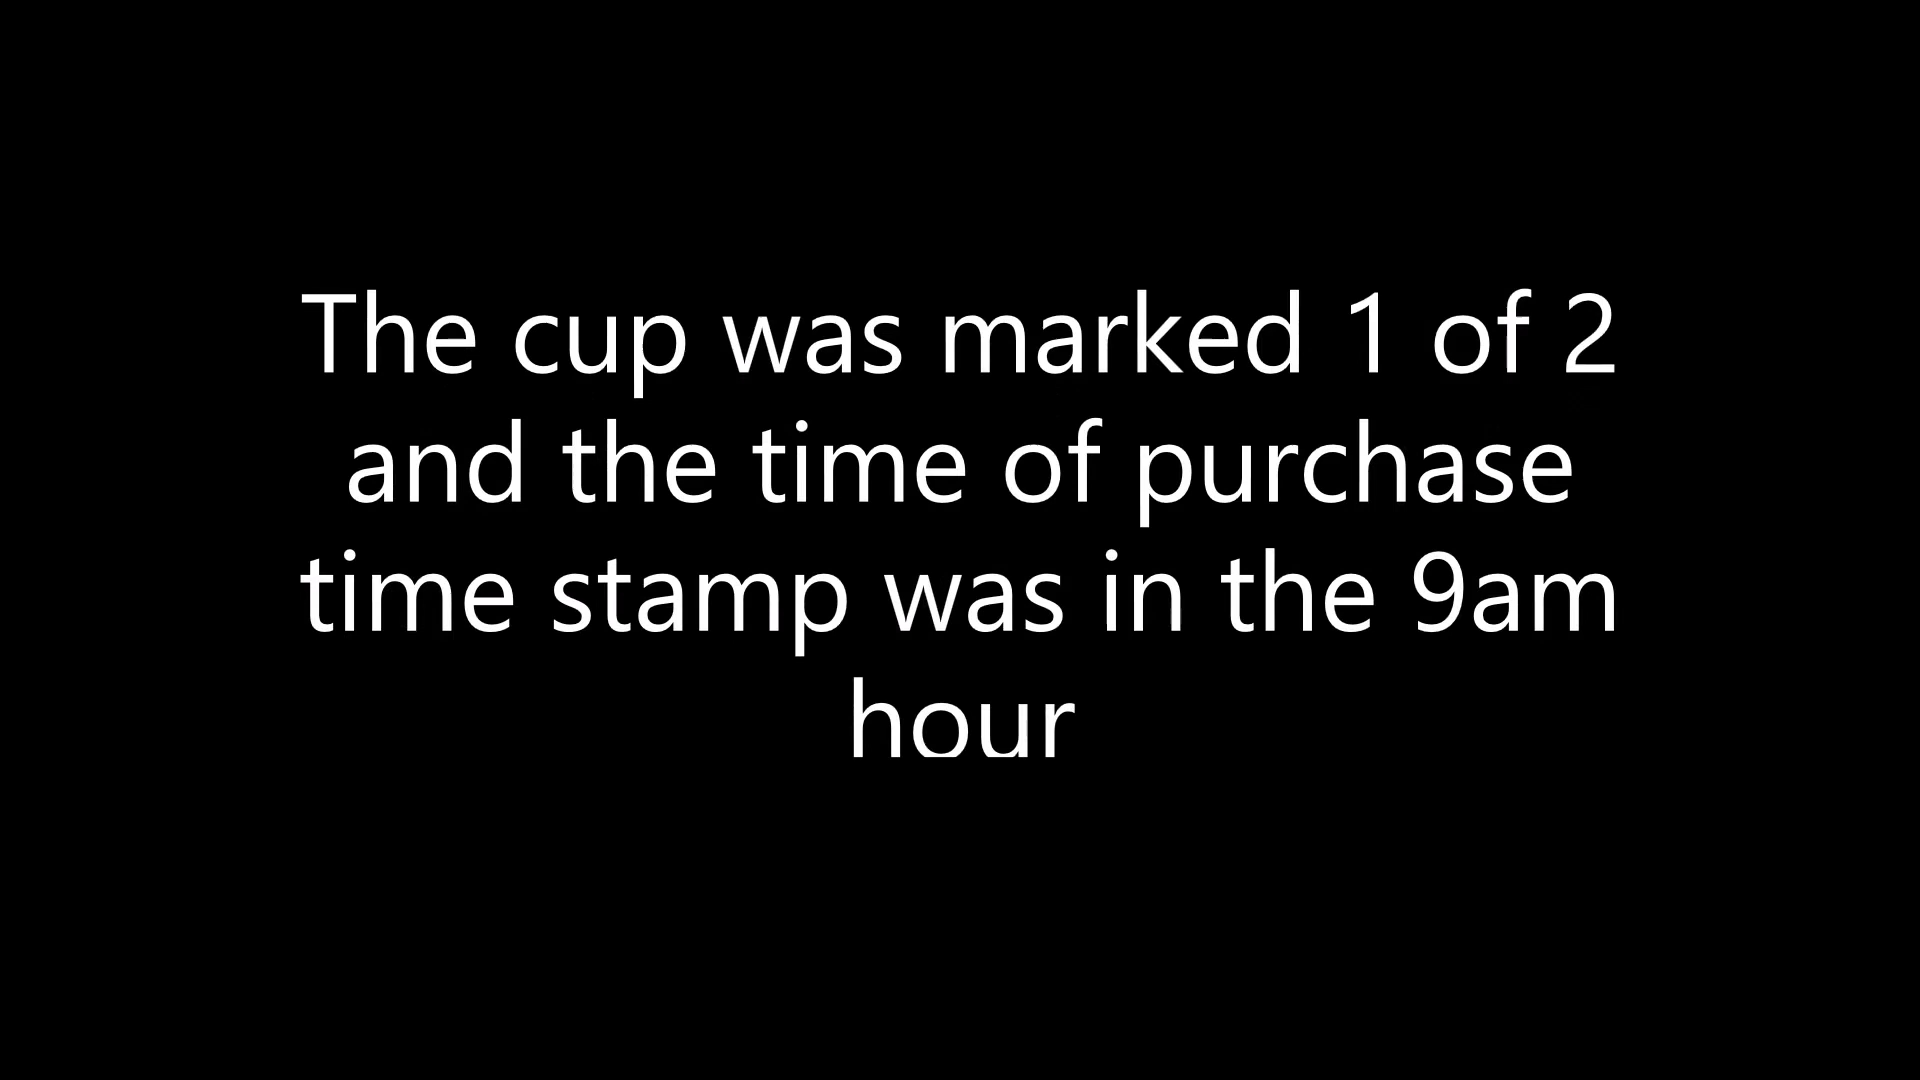 The cup was marked 1 of 2
and the time of purchase
time stamp was in the 9am
hour